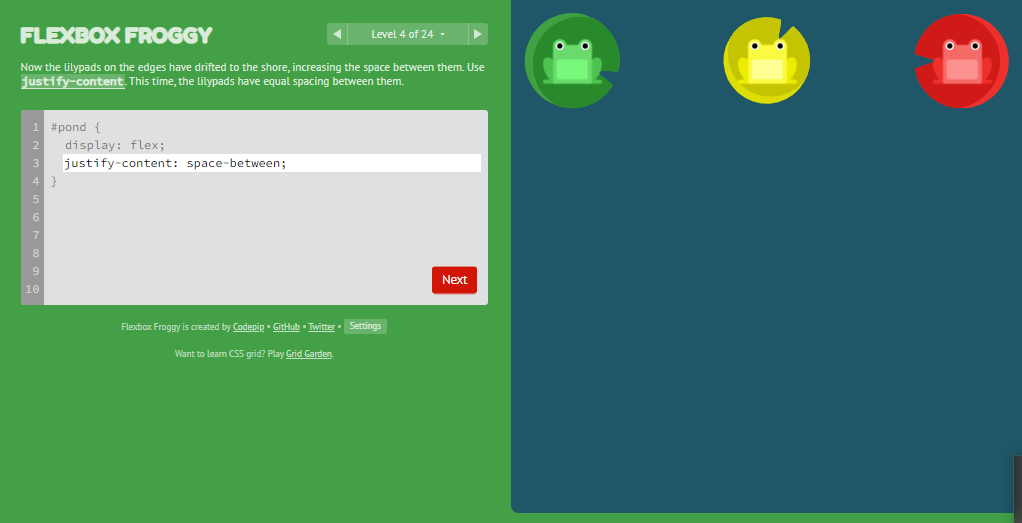 FLEXBOX FROGGY
◀ Level 4 of 24 ▶
Now the lilypads on the edges have drifted to the shore, increasing the space between them. Use
justify-content. This time, the lilypads have equal spacing between them.
1 #pond {
2 display: flex;
3 justify-content: space-between;
4 }
5
6
7
8
9
10
Next
Flexbox Froggy is created by Codepip • GitHub • Twitter • Settings
Want to learn CSS grid? Play Grid Garden.